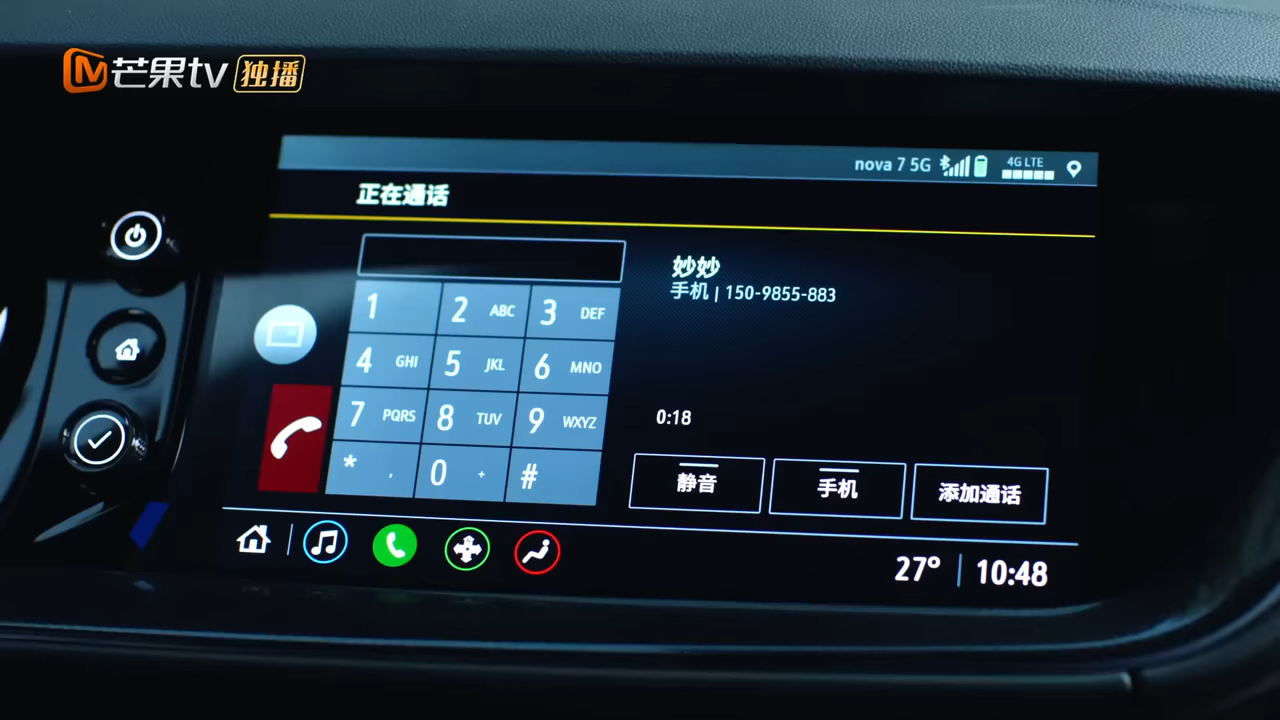 芒果tv 独播
nova 7 5G 4G LTE
正在通话
妙妙
手机 | 150-9855-883
1
2 ABC
3 DEF
4 GHI
5 JKL
6 MNO
7 PQRS
8 TUV
9 WXYZ
* ,
0 +
#
0:18
静音
手机
添加通话
27° 10:48